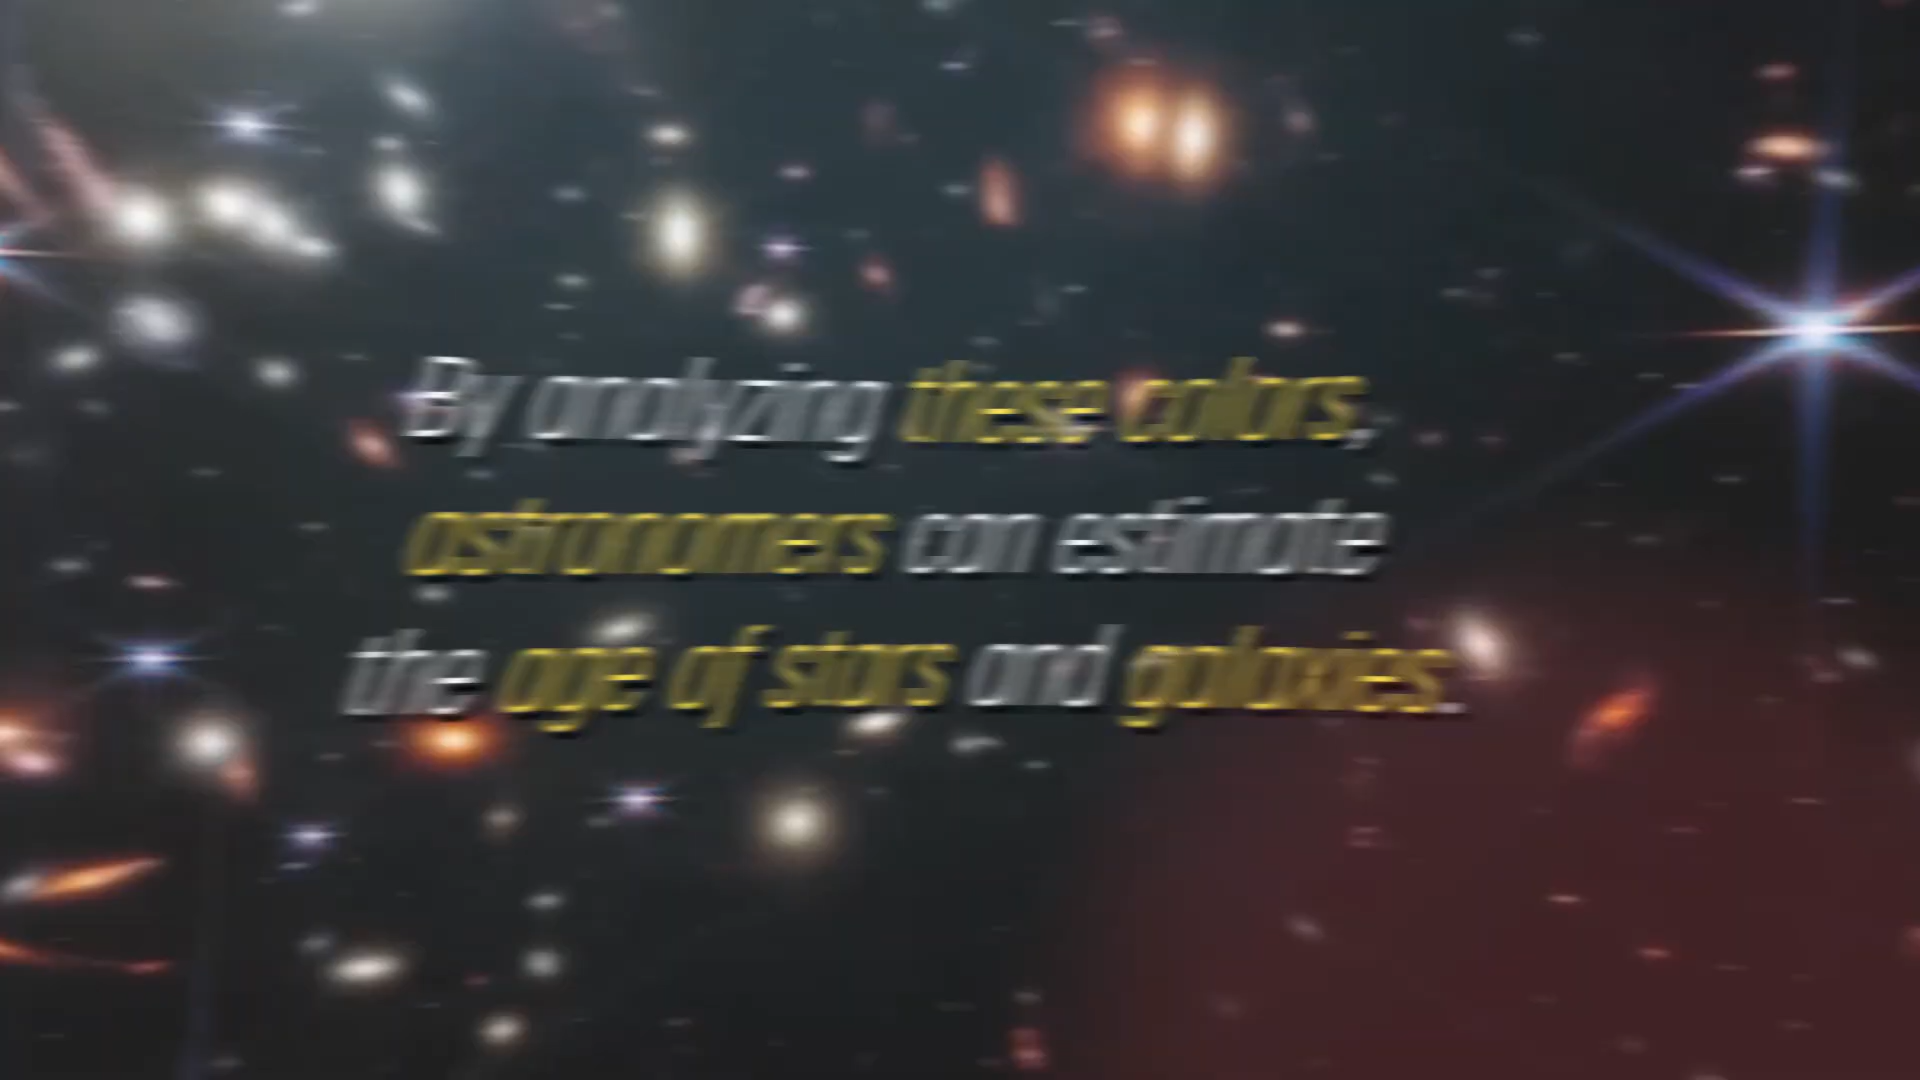 By analyzing these colors,
astronomers can estimate
the age of stars and galaxies.